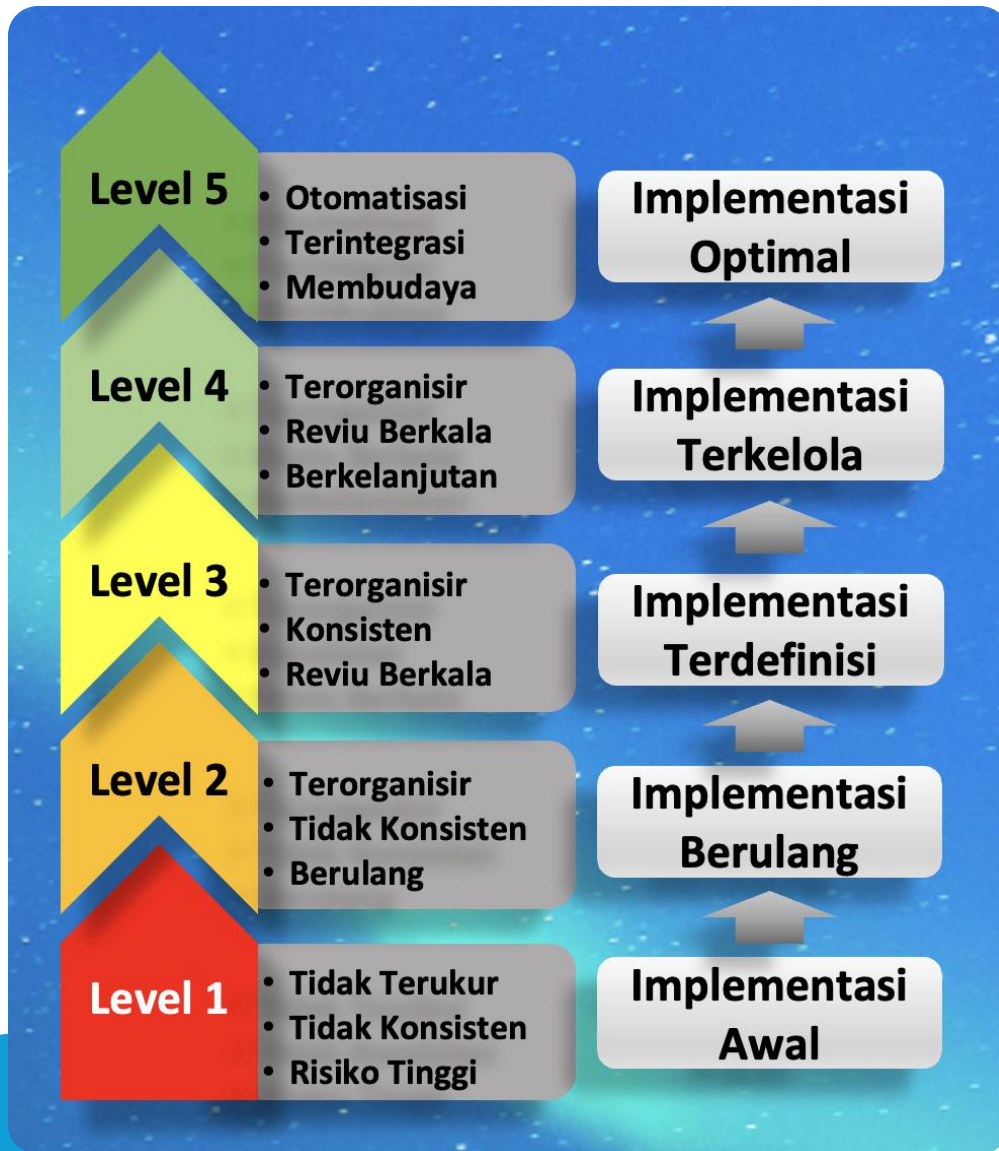 Level 5
• Otomatisasi
• Terintegrasi
• Membudaya
Implementasi
Optimal
Level 4
• Terorganisir
• Reviu Berkala
• Berkelanjutan
Implementasi
Terkelola
Level 3
• Terorganisir
• Konsisten
• Reviu Berkala
Implementasi
Terdefinisi
Level 2
• Terorganisir
• Tidak Konsisten
• Berulang
Implementasi
Berulang
Level 1
• Tidak Terukur
• Tidak Konsisten
• Risiko Tinggi
Implementasi
Awal